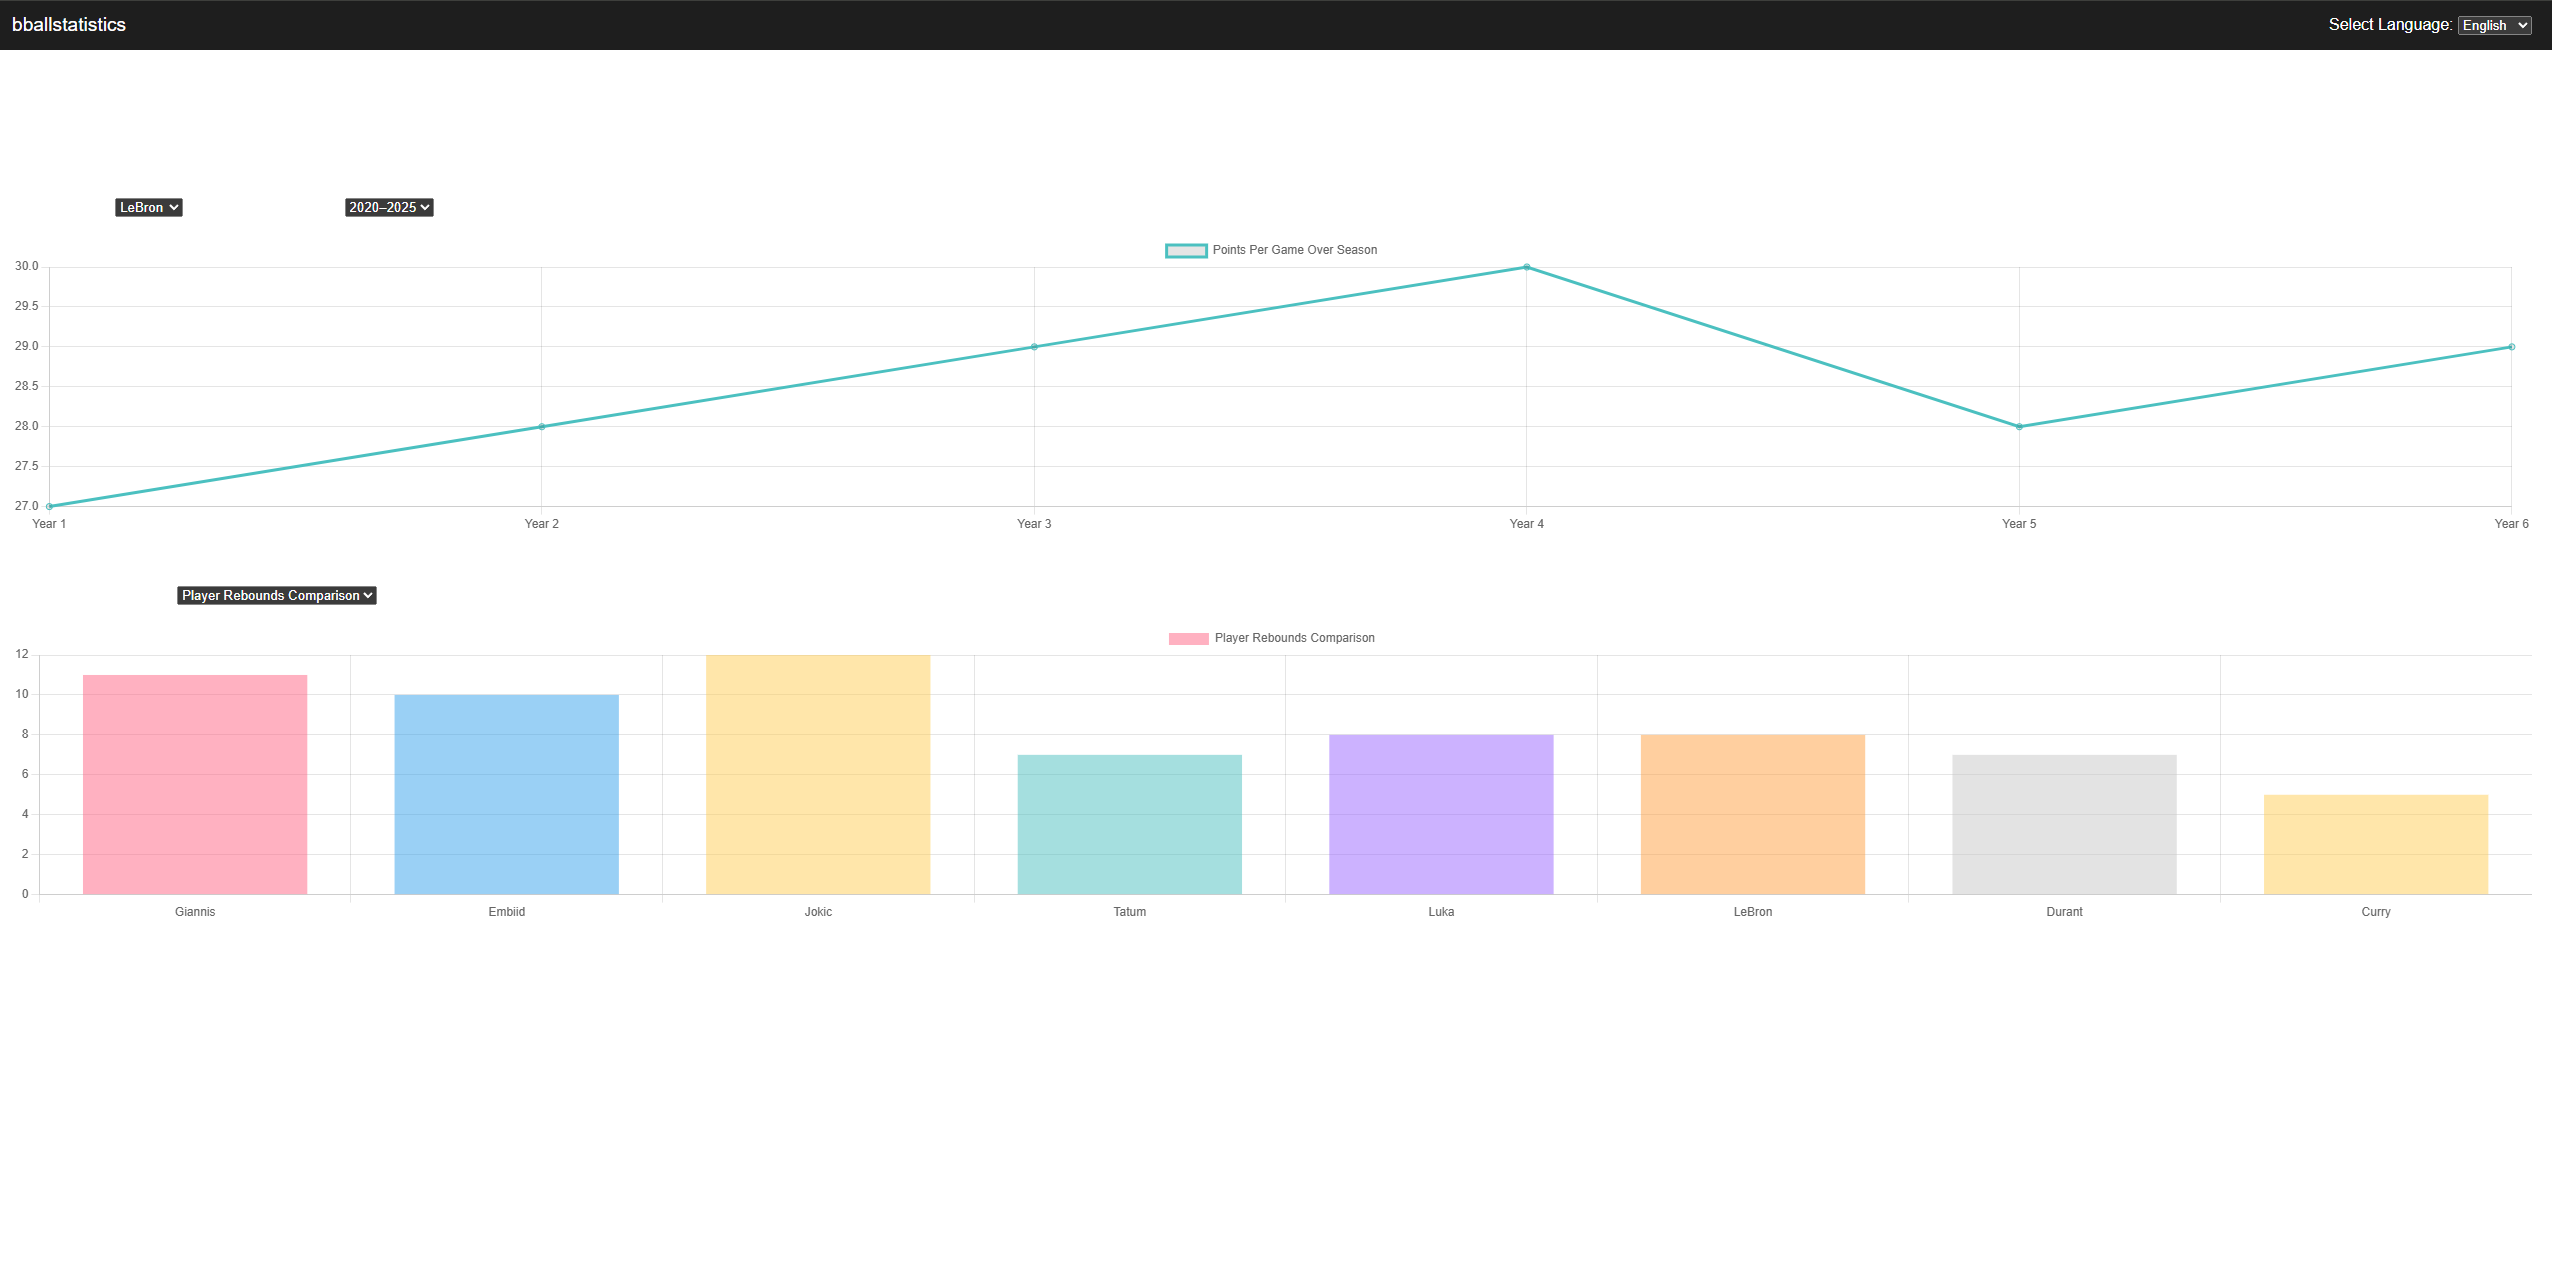 bballstatistics
Select Language: English
LeBron 2020–2025
Points Per Game Over Season
30.0
29.5
29.0
28.5
28.0
27.5
27.0
Year 1 Year 2 Year 3 Year 4 Year 5 Year 6
Player Rebounds Comparison
Player Rebounds Comparison
12
10
8
6
4
2
0
Giannis Embiid Jokic Tatum Luka LeBron Durant Curry